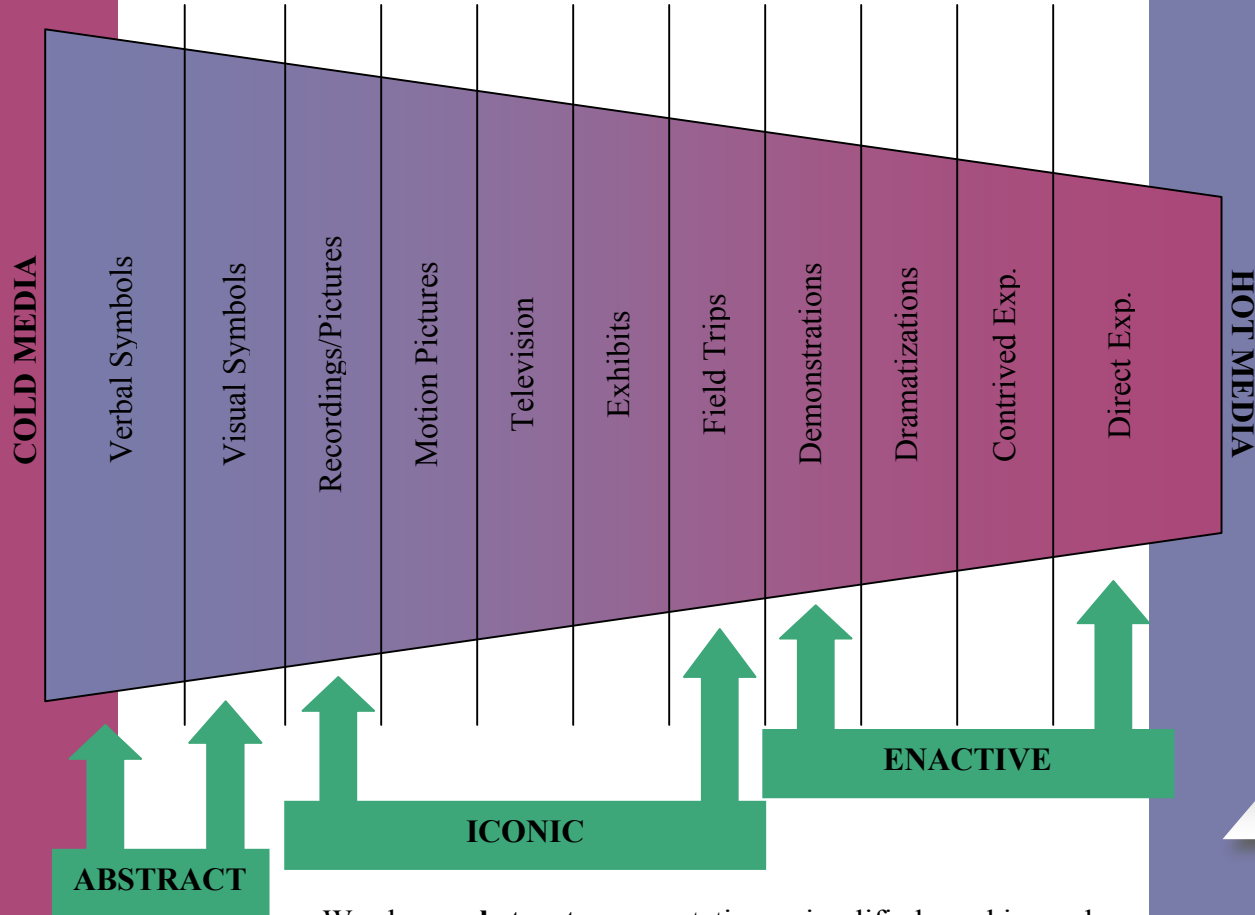 COLD MEDIA
Verbal Symbols
Visual Symbols
Recordings/Pictures
Motion Pictures
Television
Exhibits
Field Trips
Demonstrations
Dramatizations
Contrived Exp.
Direct Exp.
HOT MEDIA
ENACTIVE
ICONIC
ABSTRACT